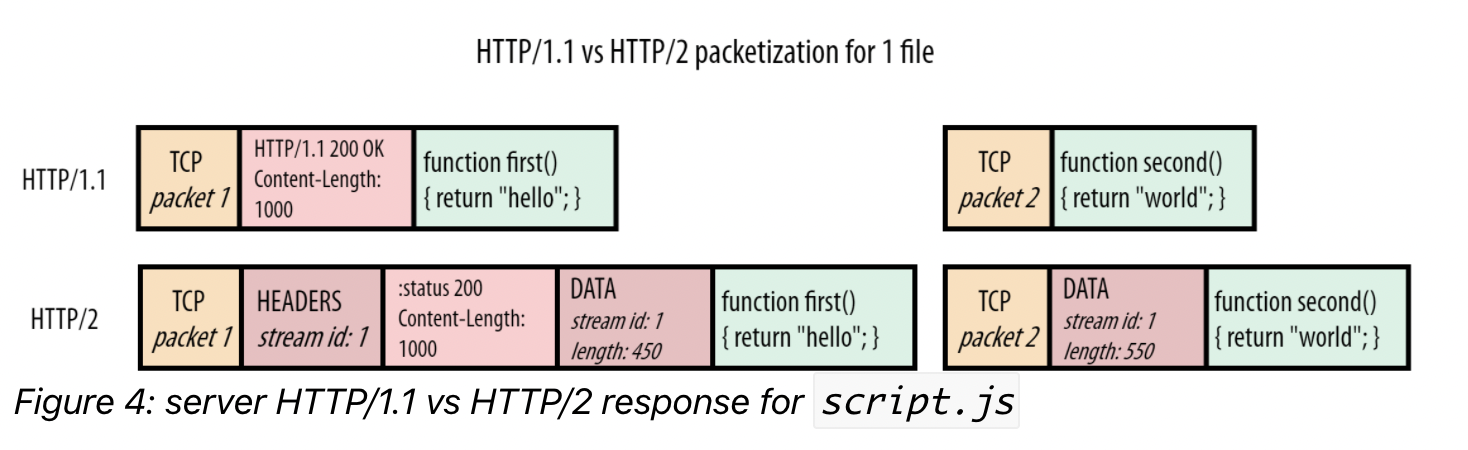 HTTP/1.1 vs HTTP/2 packetization for 1 file
HTTP/1.1
TCP
packet 1
HTTP/1.1 200 OK
Content-Length:
1000
function first()
{ return "hello"; }
TCP
packet 2
function second()
{ return "world"; }
HTTP/2
TCP
packet 1
HEADERS
stream id: 1
:status 200
Content-Length:
1000
DATA
stream id: 1
length: 450
function first()
{ return "hello"; }
TCP
packet 2
DATA
stream id: 1
length: 550
function second()
{ return "world"; }
Figure 4: server HTTP/1.1 vs HTTP/2 response for script.js